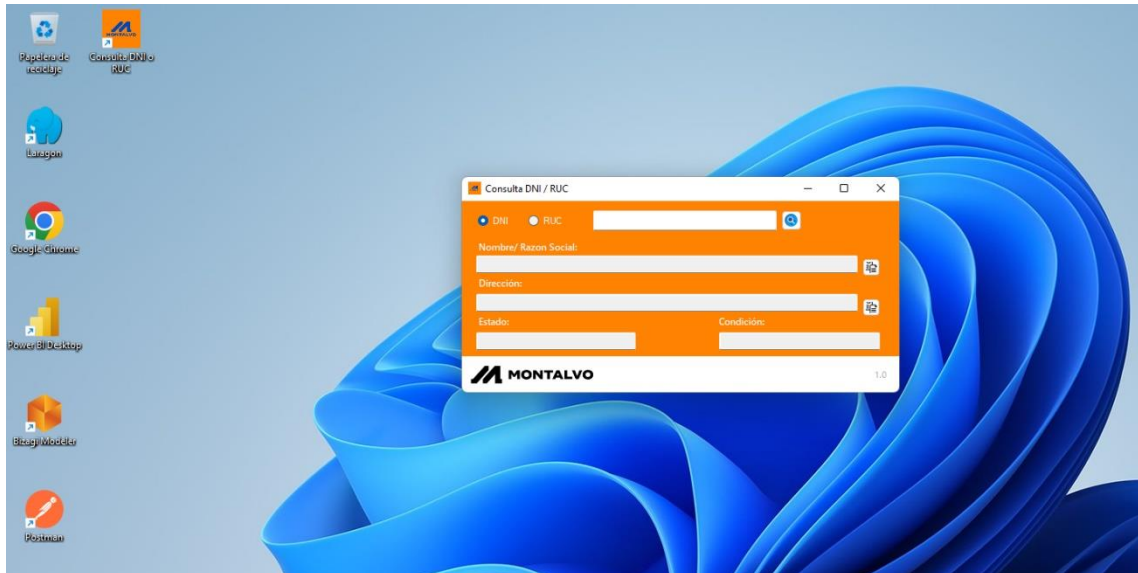 Papelera de
reciclaje
MONTALVO
Consulta DNI o
RUC
Laragon
Google Chrome
Power BI Desktop
Bizagi Modeler
Postman
Consulta DNI / RUC
DNI
RUC
Nombre/ Razon Social:
Dirección:
Estado:
Condición:
MONTALVO
1.0